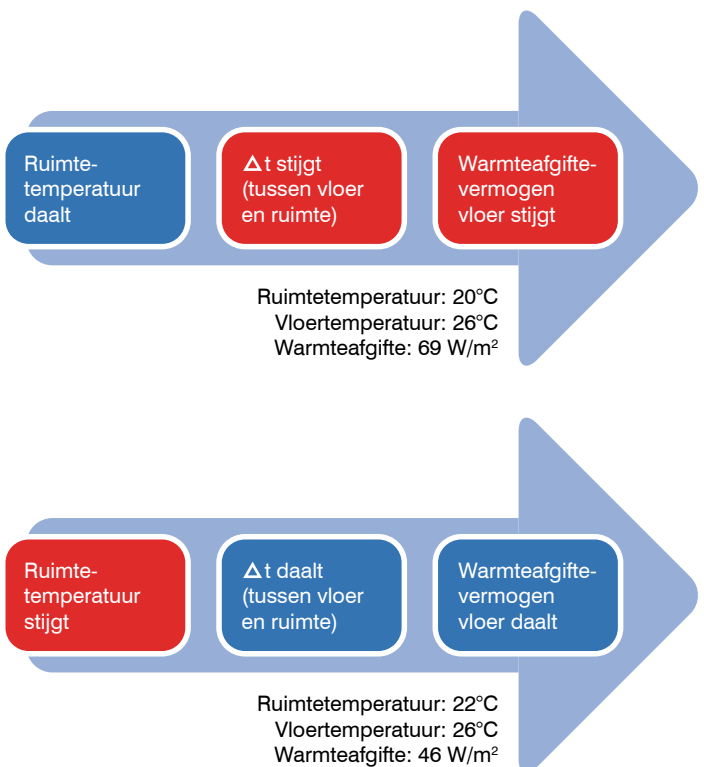 Ruimte-
temperatuur
daalt
Δt stijgt
(tussen vloer
en ruimte)
Warmteafgifte-
vermogen
vloer stijgt
Ruimtetemperatuur: 20°C
Vloertemperatuur: 26°C
Warmteafgifte: 69 W/m²
Ruimte-
temperatuur
stijgt
Δt daalt
(tussen vloer
en ruimte)
Warmteafgifte-
vermogen
vloer daalt
Ruimtetemperatuur: 22°C
Vloertemperatuur: 26°C
Warmteafgifte: 46 W/m²